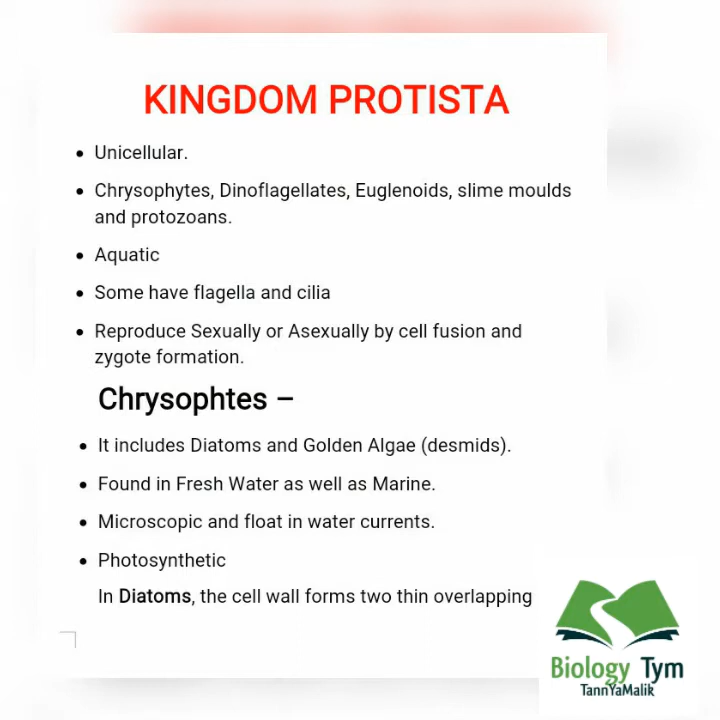 KINGDOM PROTISTA
• Unicellular.
• Chrysophytes, Dinoflagellates, Euglenoids, slime moulds
and protozoans.
• Aquatic
• Some have flagella and cilia
• Reproduce Sexually or Asexually by cell fusion and
zygote formation.
Chrysophtes –
• It includes Diatoms and Golden Algae (desmids).
• Found in Fresh Water as well as Marine.
• Microscopic and float in water currents.
• Photosynthetic
In Diatoms, the cell wall forms two thin overlapping
Biology Tym
TannYaMalik